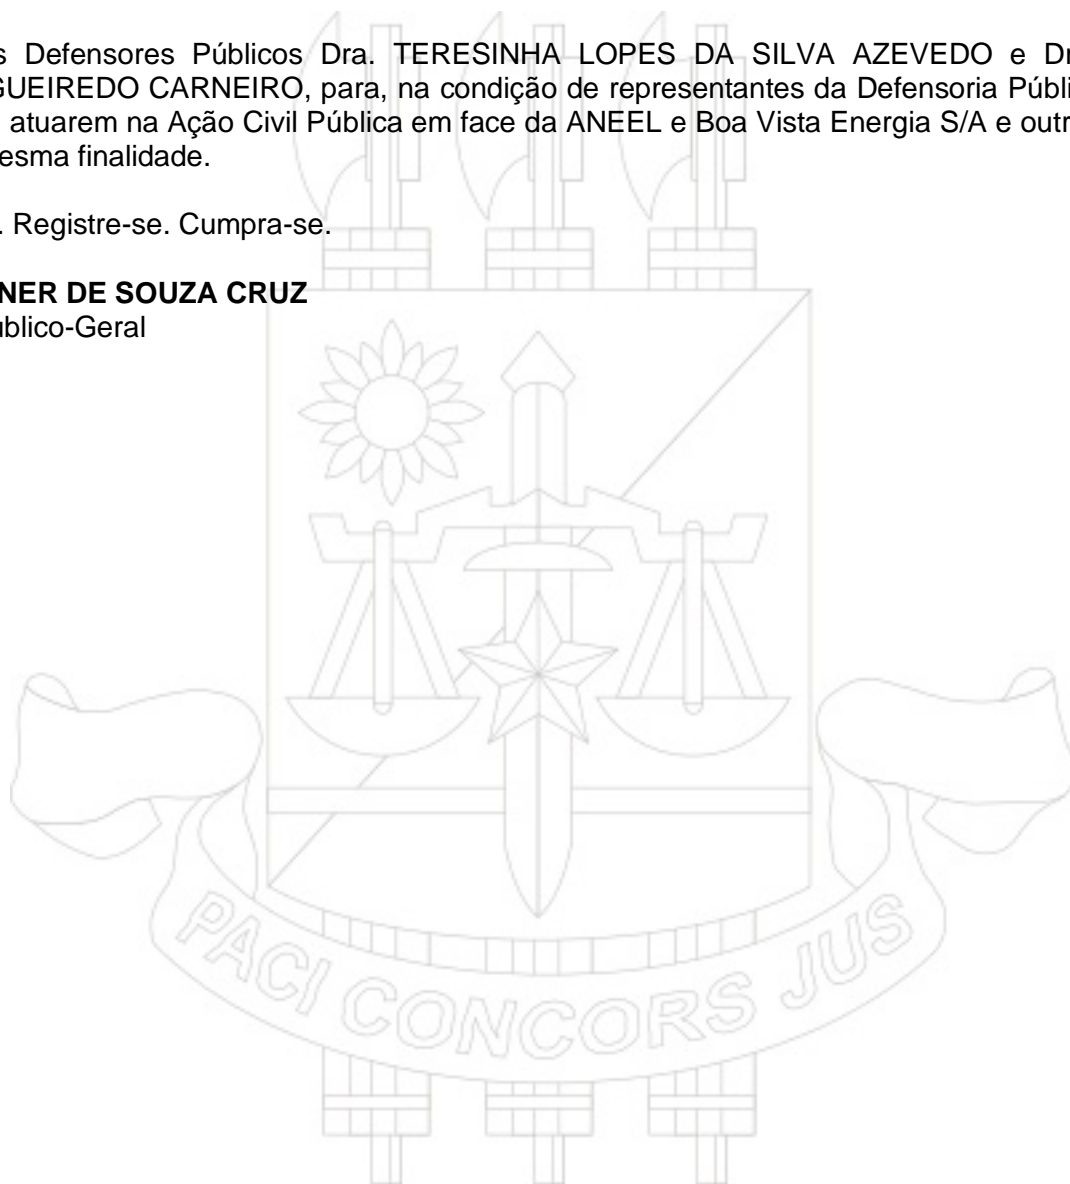 s Defensores Públicos Dra. TERESINHA LOPES DA SILVA AZEVEDO e Dr
GUEIREDO CARNEIRO, para, na condição de representantes da Defensoria Públi
atuarem na Ação Civil Pública em face da ANEEL e Boa Vista Energia S/A e outr
esma finalidade.
. Registre-se. Cumpra-se.
NER DE SOUZA CRUZ
úblico-Geral
PACI CONCORS JUS